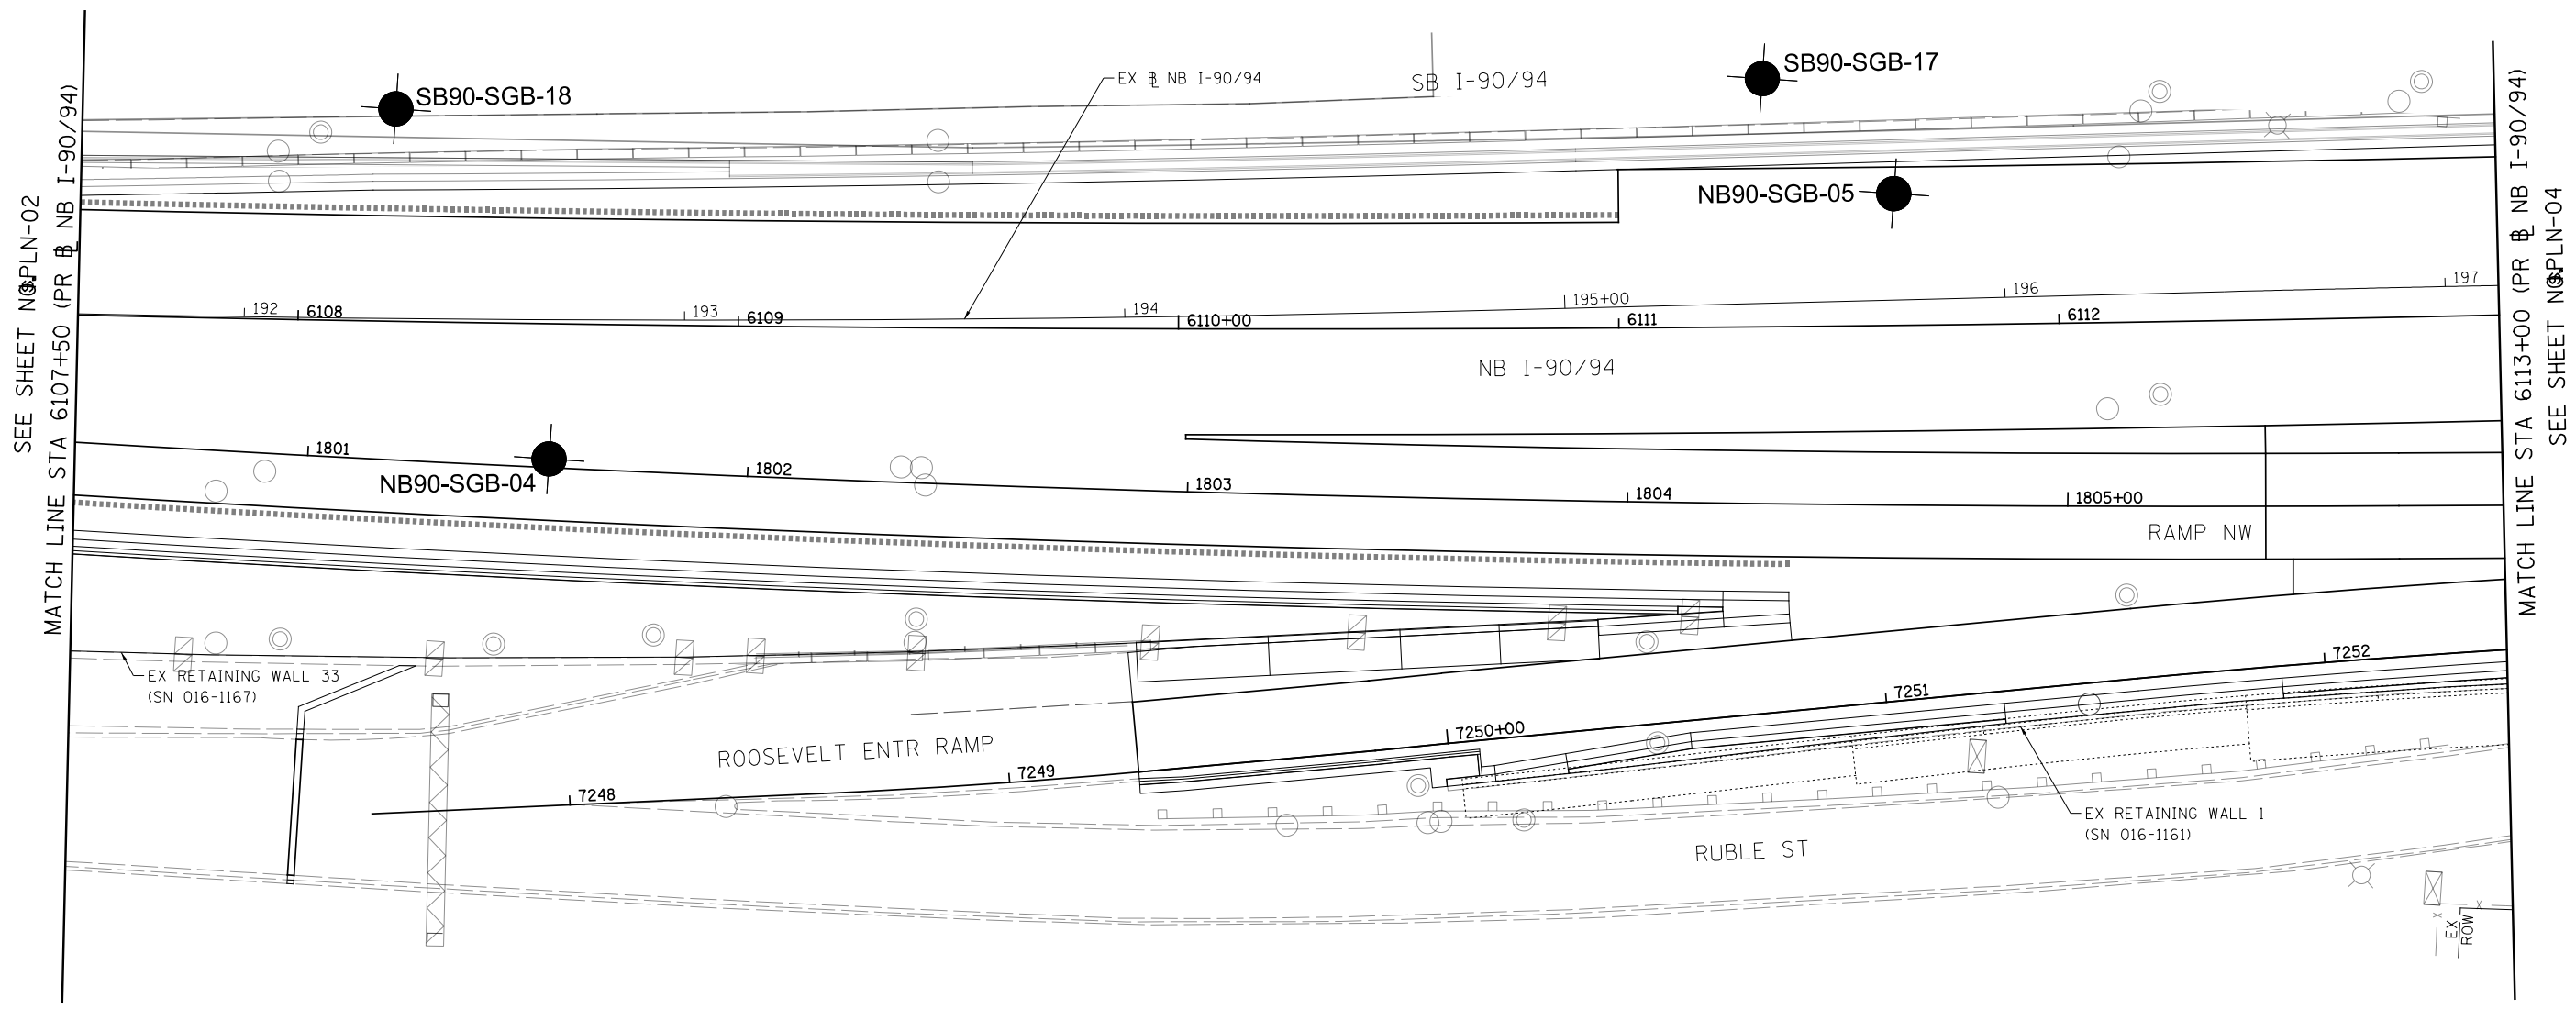 SB90-SGB-18
EX B NB I-90/94
SB I-90/94
SB90-SGB-17
NB90-SGB-05
SEE SHEET NO.
PLN-02
MATCH LINE STA 6107+50 (PR B NB I-90/94)
192
6108
193
6109
194
6110+00
195+00
6111
196
6112
197
NB I-90/94
MATCH LINE STA 6113+00 (PR B NB I-90/94)
SEE SHEET NO.
PLN-04
1801
NB90-SGB-04
1802
1803
1804
1805+00
RAMP NW
EX RETAINING WALL 33
(SN 016-1167)
ROOSEVELT ENTR RAMP
7248
7249
7250+00
7251
7252
EX RETAINING WALL 1
(SN 016-1161)
RUBLE ST
X
X
EX
ROW